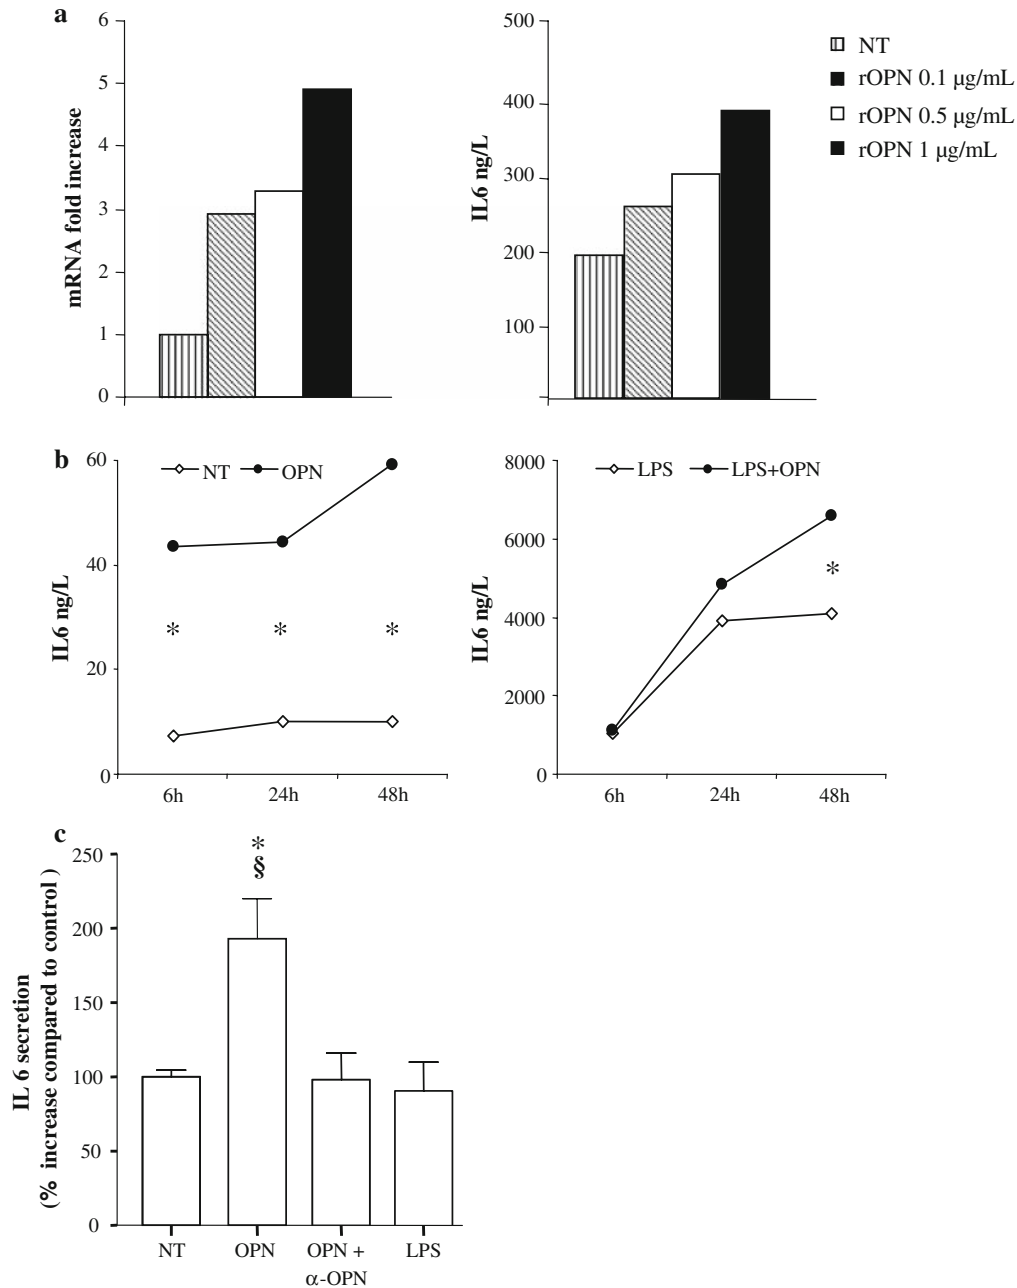 a
6
5
4
3
2
1
0
mRNA fold increase
500
400
300
200
100
IL6 ng/L
NT
rOPN 0.1 µg/mL
rOPN 0.5 µg/mL
rOPN 1 µg/mL
b
60
40
20
0
IL6 ng/L
NT
OPN
*
*
*
6h
24h
48h
8000
6000
4000
2000
0
IL6 ng/L
LPS
LPS+OPN
*
6h
24h
48h
c
250
200
150
100
50
0
IL 6 secretion
(% increase compared to control )
*
§
NT
OPN
OPN +
α-OPN
LPS